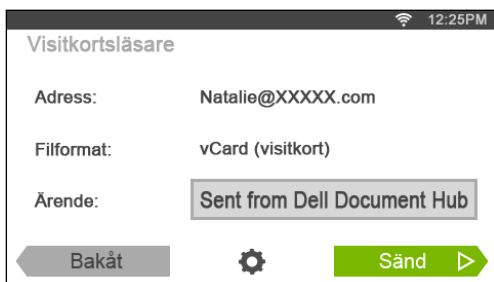 12:25PM
Visitkortsläsare
Adress: Natalie@XXXXX.com
Filformat: vCard (visitkort)
Ärende: Sent from Dell Document Hub
Bakåt Sänd